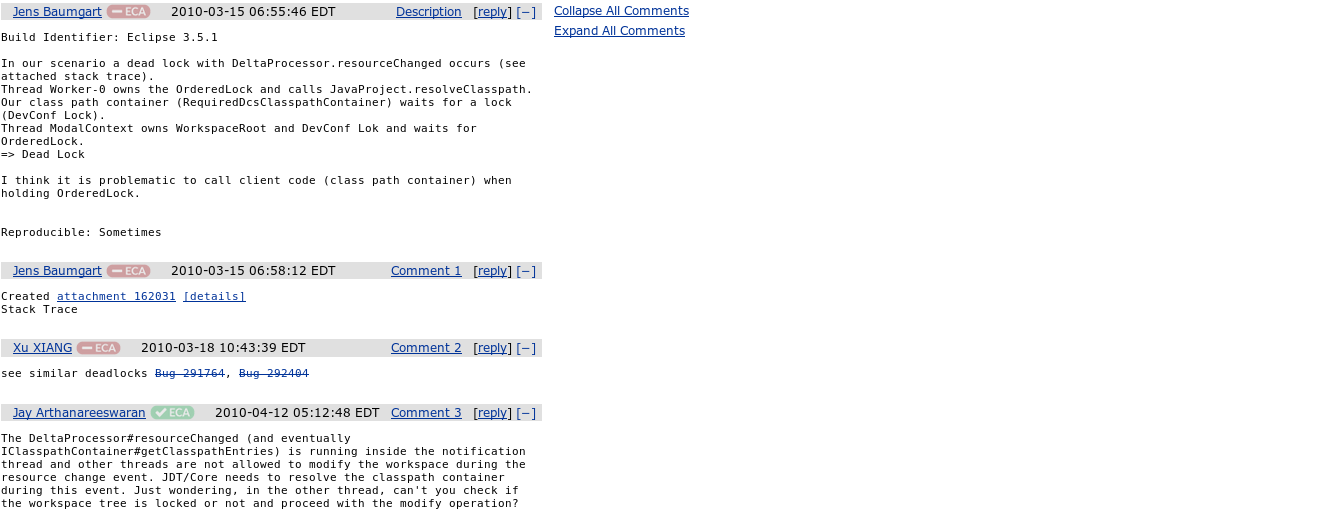 Jens Baumgart ECA 2010-03-15 06:55:46 EDT Description [reply] [−]
Collapse All Comments
Expand All Comments
Build Identifier: Eclipse 3.5.1
In our scenario a dead lock with DeltaProcessor.resourceChanged occurs (see
attached stack trace).
Thread Worker-0 owns the OrderedLock and calls JavaProject.resolveClasspath.
Our class path container (RequiredDcsClasspathContainer) waits for a lock
(DevConf Lock).
Thread ModalContext owns WorkspaceRoot and DevConf Lok and waits for
OrderedLock.
=> Dead Lock
I think it is problematic to call client code (class path container) when
holding OrderedLock.
Reproducible: Sometimes
Jens Baumgart ECA 2010-03-15 06:58:12 EDT Comment 1 [reply] [−]
Created attachment 162031 [details]
Stack Trace
Xu XIANG ECA 2010-03-18 10:43:39 EDT Comment 2 [reply] [−]
see similar deadlocks Bug 291764, Bug 292404
Jay Arthanareeswaran ECA 2010-04-12 05:12:48 EDT Comment 3 [reply] [−]
The DeltaProcessor#resourceChanged (and eventually
IClasspathContainer#getClasspathEntries) is running inside the notification
thread and other threads are not allowed to modify the workspace during the
resource change event. JDT/Core needs to resolve the classpath container
during this event. Just wondering, in the other thread, can't you check if
the workspace tree is locked or not and proceed with the modify operation?